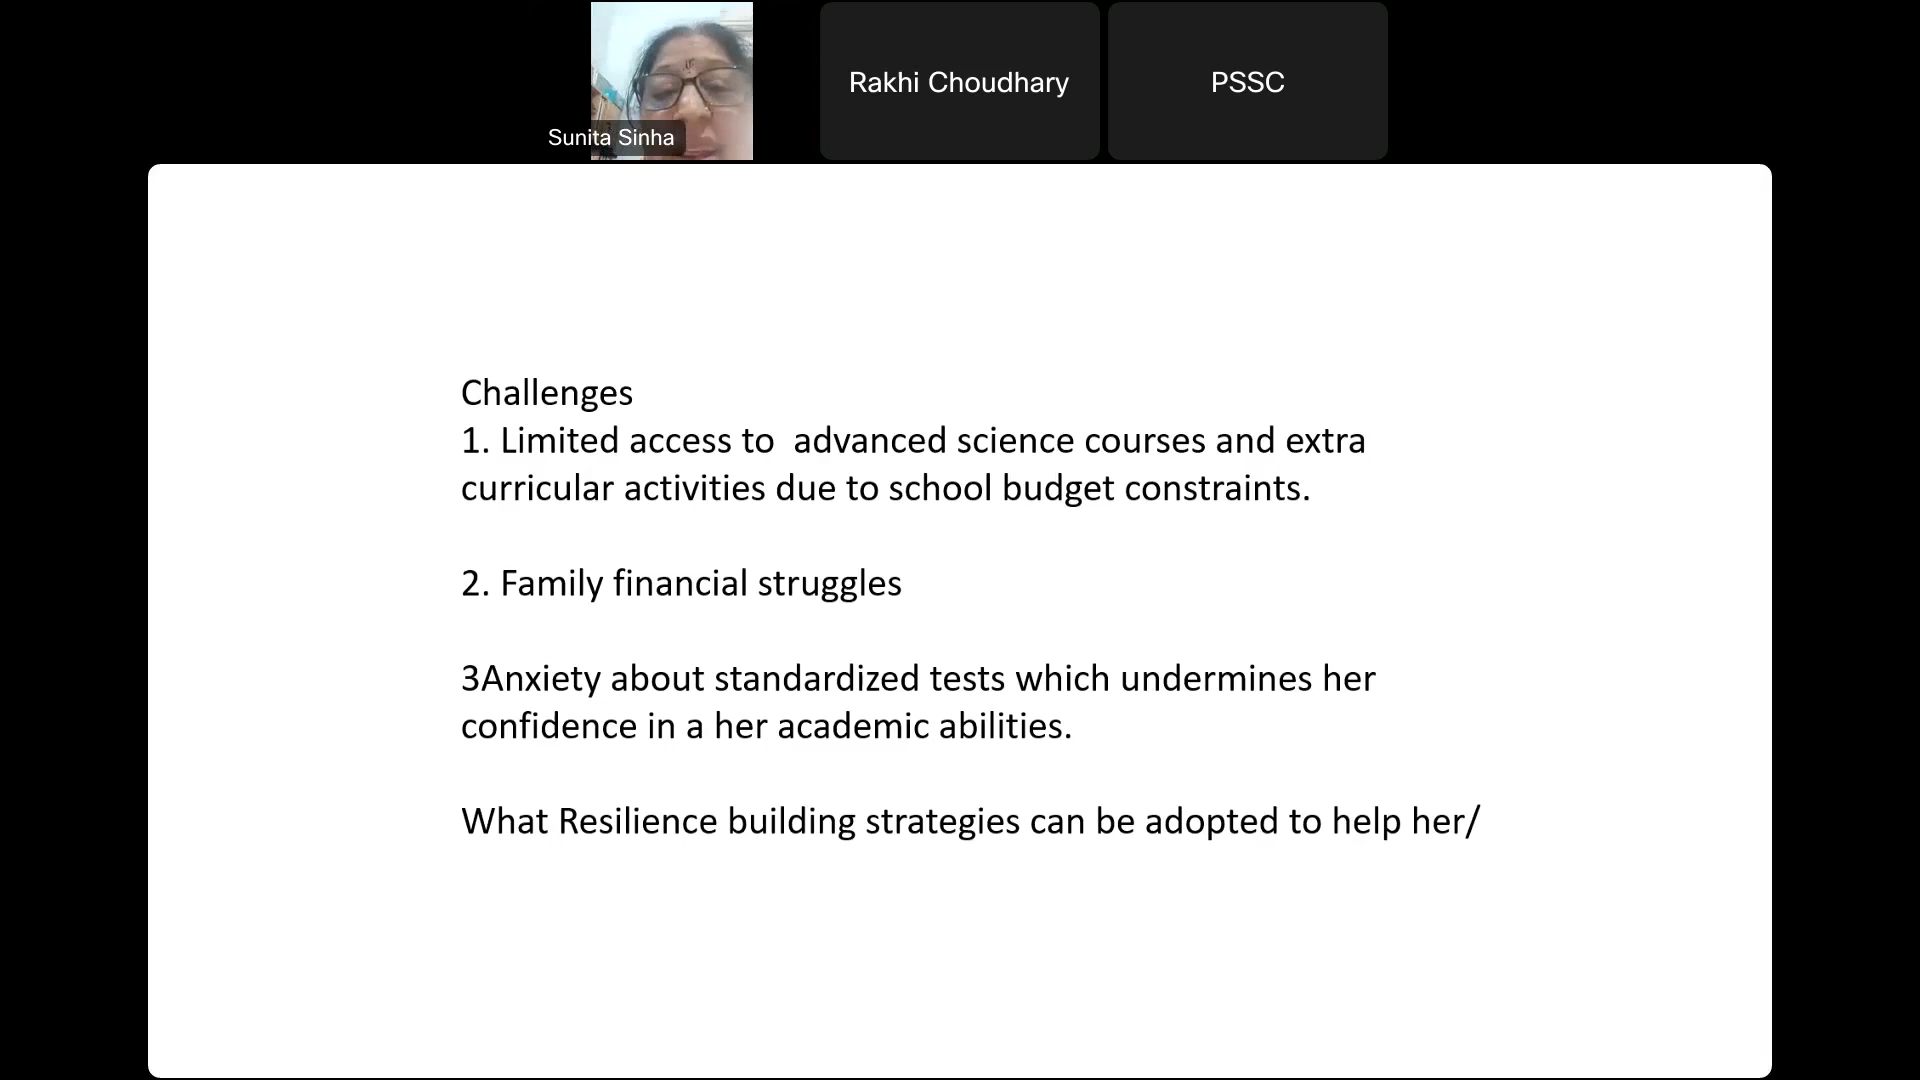 Sunita Sinha
Rakhi Choudhary
PSSC
Challenges
1. Limited access to  advanced science courses and extra
curricular activities due to school budget constraints.
2. Family financial struggles
3Anxiety about standardized tests which undermines her
confidence in a her academic abilities.
What Resilience building strategies can be adopted to help her/